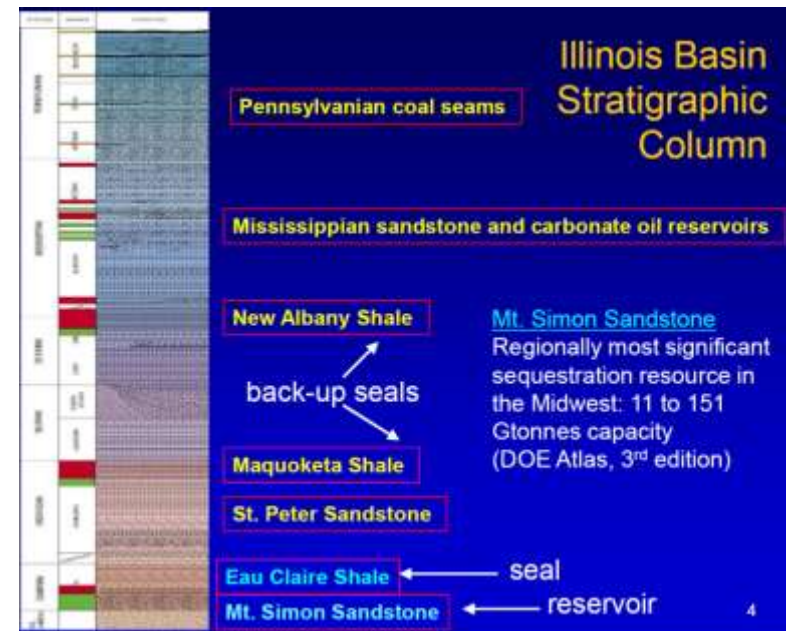 Illinois Basin
Stratigraphic
Column
Pennsylvanian coal seams
Mississippian sandstone and carbonate oil reservoirs
New Albany Shale
back-up seals
Maquoketa Shale
St. Peter Sandstone
Mt. Simon Sandstone
Regionally most significant
sequestration resource in
the Midwest: 11 to 151
Gtonnes capacity
(DOE Atlas, 3rd edition)
Eau Claire Shale
seal
Mt. Simon Sandstone
reservoir
4